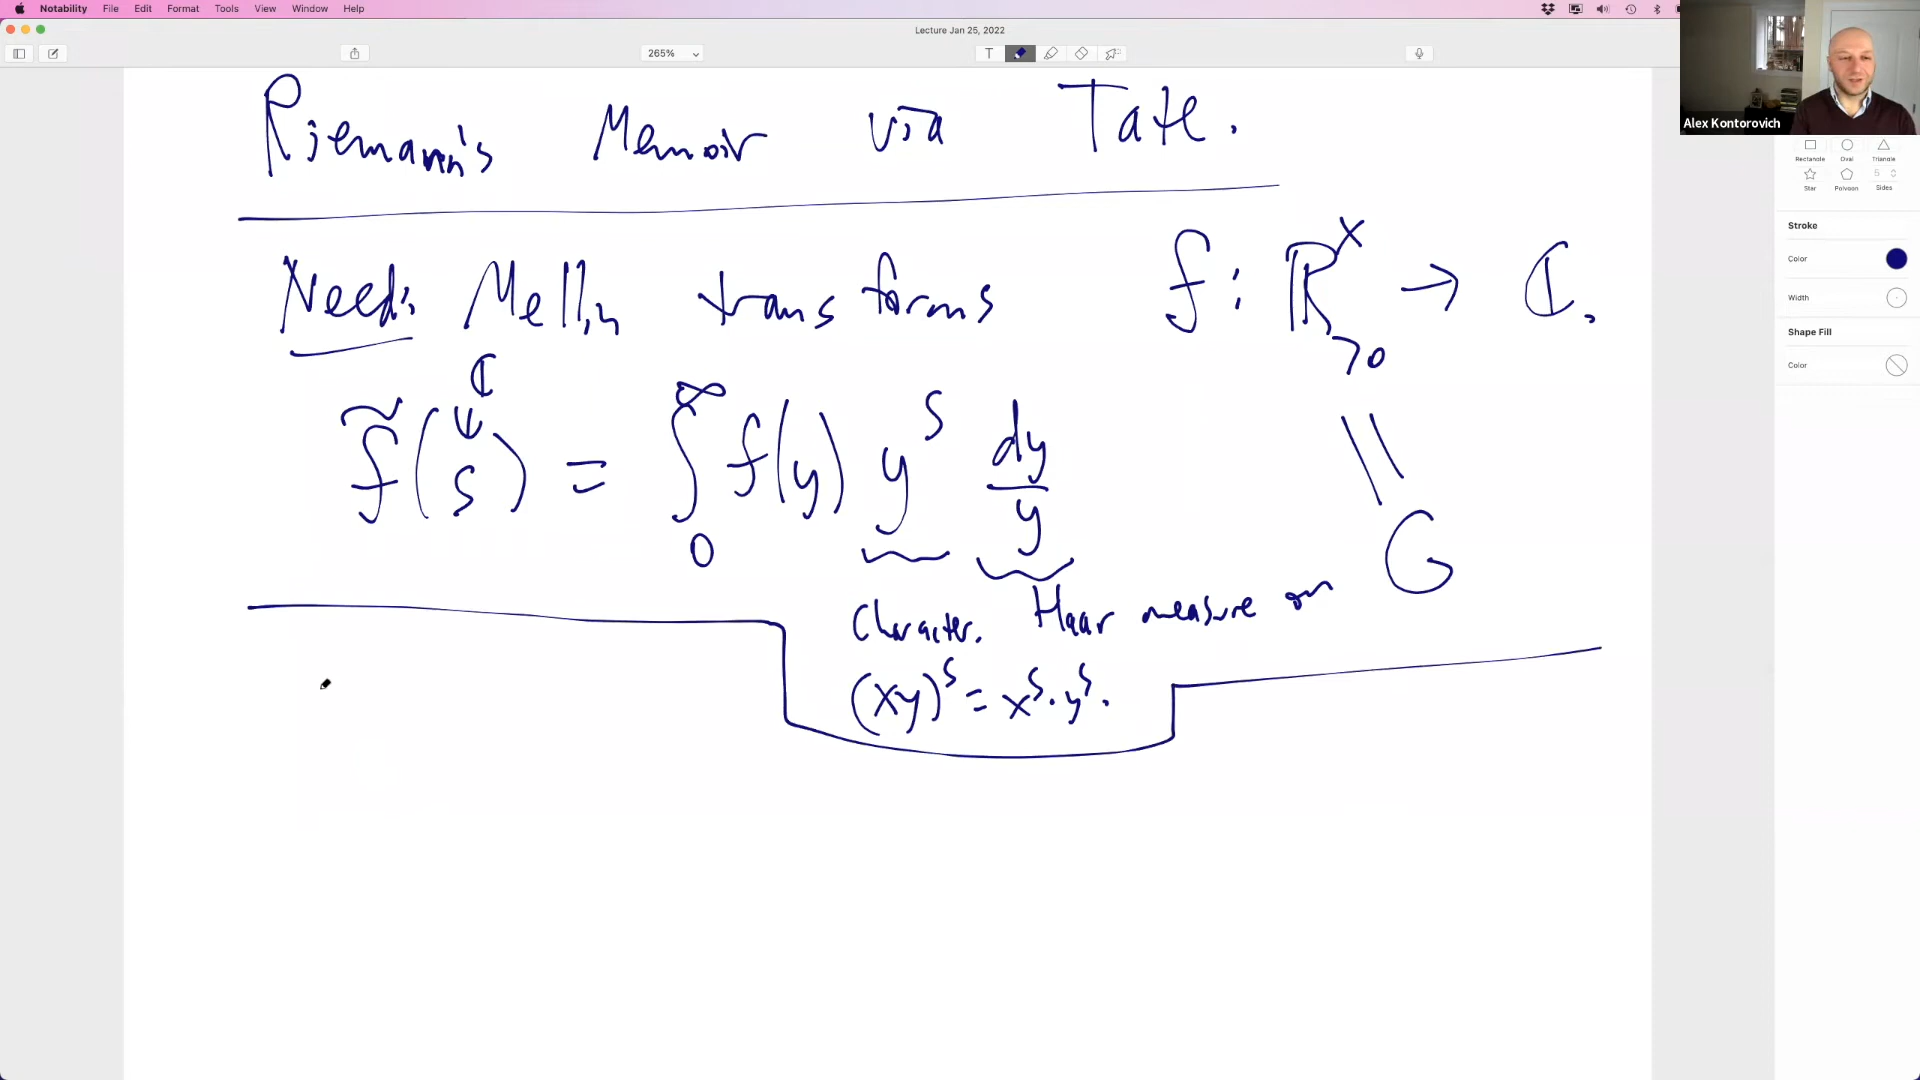 Notability File Edit Format Tools View Window Help
Lecture Jan 25, 2022
265%
T
Alex Kontorovich
Rectangle Oval Triangle
Star Polygon 5 Sides
Stroke
Color
Width
Shape Fill
Color
Riemann's Memoir via Tate.
Need: Mellin transforms f: ℝ^×_{>0} → ℂ.
ℂ
f̃(s) = ∫_0^∞ f(y) y^s dy/y
G
Character. Haar measure on
(xy)^s = x^s · y^s.